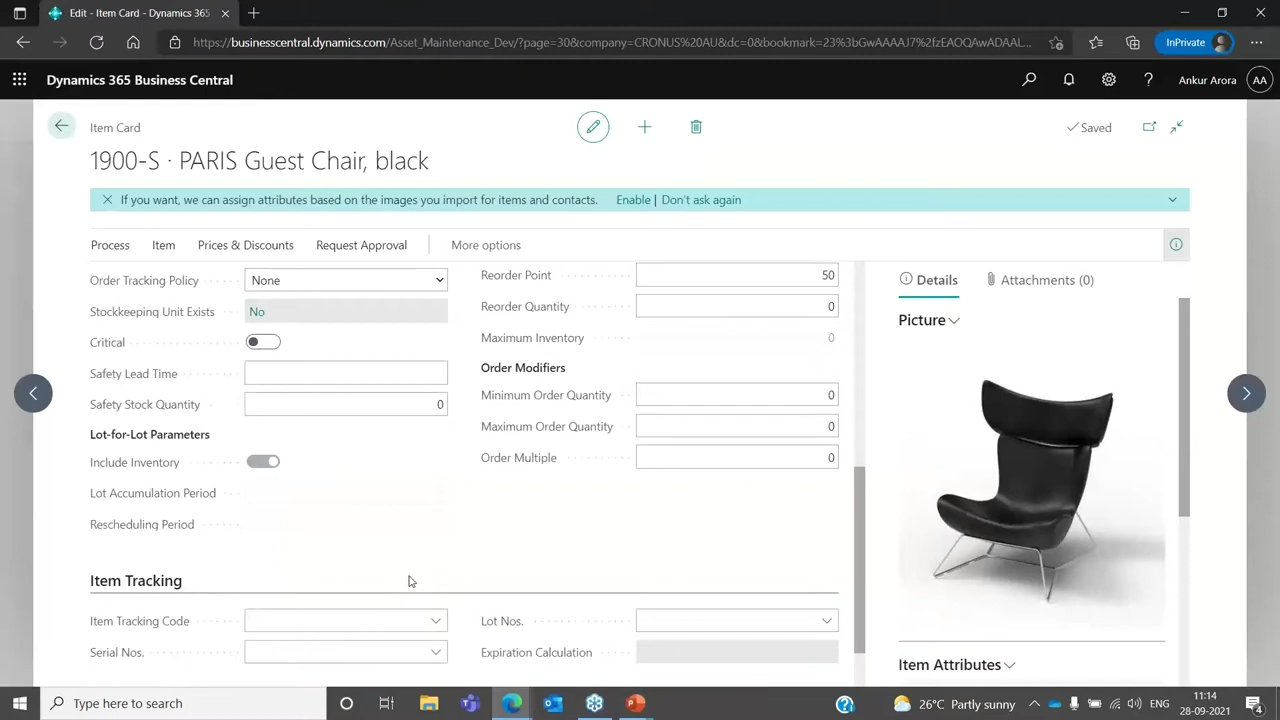 Edit - Item Card - Dynamics 365
https://businesscentral.dynamics.com/Asset_Maintenance_Dev/?page=30&company=CRONUS%20AU&dc=0&bookmark=23%3bGwAAAAJ7%2fzEAOQAwADAAL...
InPrivate
Dynamics 365 Business Central
Ankur Arora
AA
Item Card
Saved
1900-S · PARIS Guest Chair, black
If you want, we can assign attributes based on the images you import for items and contacts. Enable | Don't ask again
Process Item Prices & Discounts Request Approval More options
Order Tracking Policy None
Stockkeeping Unit Exists No
Critical
Safety Lead Time
Safety Stock Quantity 0
Lot-for-Lot Parameters
Include Inventory
Lot Accumulation Period
Rescheduling Period
Reorder Point 50
Reorder Quantity 0
Maximum Inventory 0
Order Modifiers
Minimum Order Quantity 0
Maximum Order Quantity 0
Order Multiple 0
Item Tracking
Item Tracking Code
Serial Nos.
Lot Nos.
Expiration Calculation
Details
Attachments (0)
Picture
Item Attributes
Type here to search
26°C Partly sunny
ENG
11:14
28-09-2021
4